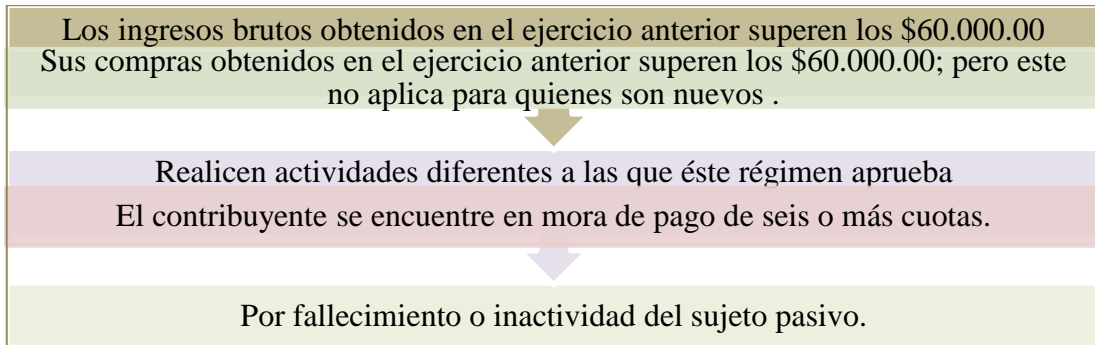 Los ingresos brutos obtenidos en el ejercicio anterior superen los $60.000.00
Sus compras obtenidos en el ejercicio anterior superen los $60.000.00; pero este
no aplica para quienes son nuevos .
Realicen actividades diferentes a las que éste régimen aprueba
El contribuyente se encuentre en mora de pago de seis o más cuotas.
Por fallecimiento o inactividad del sujeto pasivo.